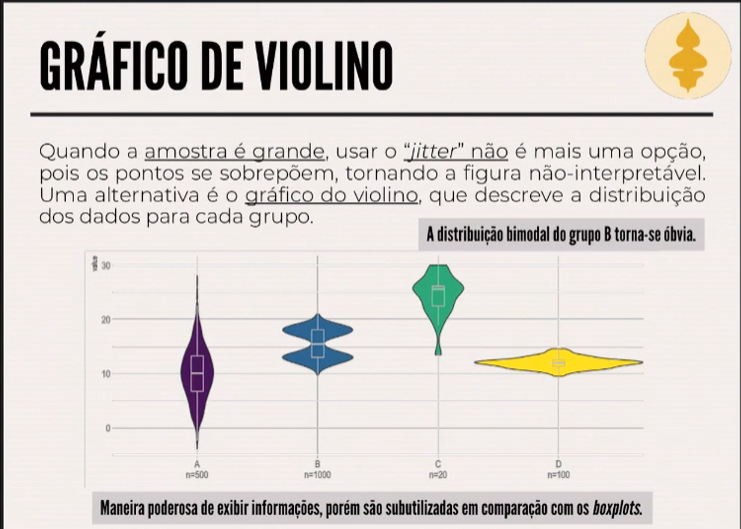 GRÁFICO DE VIOLINO
Quando a amostra é grande, usar o “jitter” não é mais uma opção,
pois os pontos se sobrepõem, tornando a figura não-interpretável.
Uma alternativa é o gráfico do violino, que descreve a distribuição
dos dados para cada grupo.
A distribuição bimodal do grupo B torna-se óbvia.
value
30
20
10
0
A B C D
n=500 n=1000 n=20 n=100
Maneira poderosa de exibir informações, porém são subutilizadas em comparação com os boxplots.